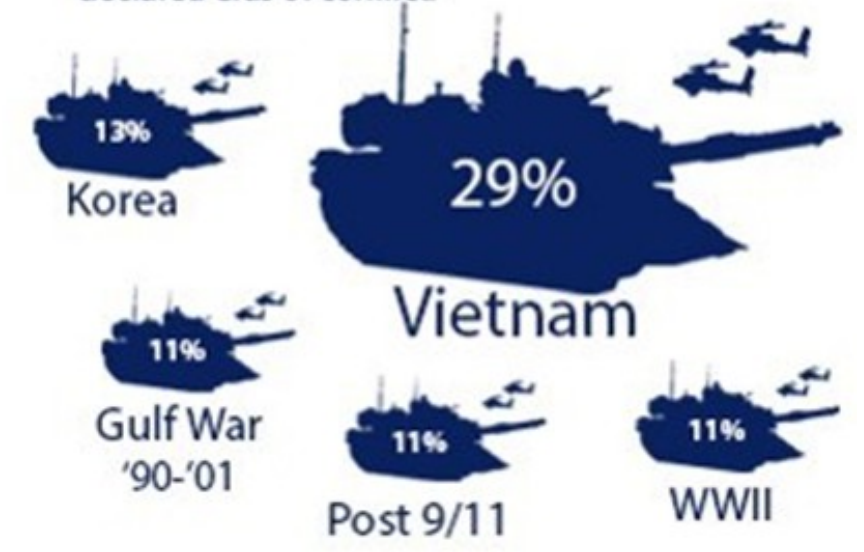 13%
Korea
29%
Vietnam
11%
Gulf War
'90-'01
11%
Post 9/11
11%
WWII